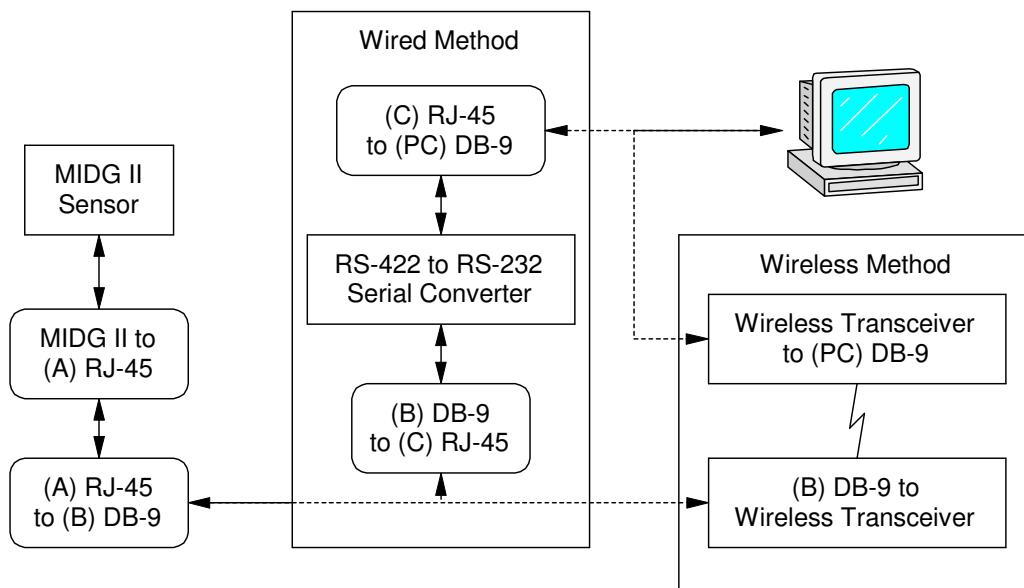 Wired Method
(C) RJ-45
to (PC) DB-9
MIDG II
Sensor
RS-422 to RS-232
Serial Converter
Wireless Method
MIDG II to
(A) RJ-45
Wireless Transceiver
to (PC) DB-9
(B) DB-9
to (C) RJ-45
(A) RJ-45
to (B) DB-9
(B) DB-9 to
Wireless Transceiver